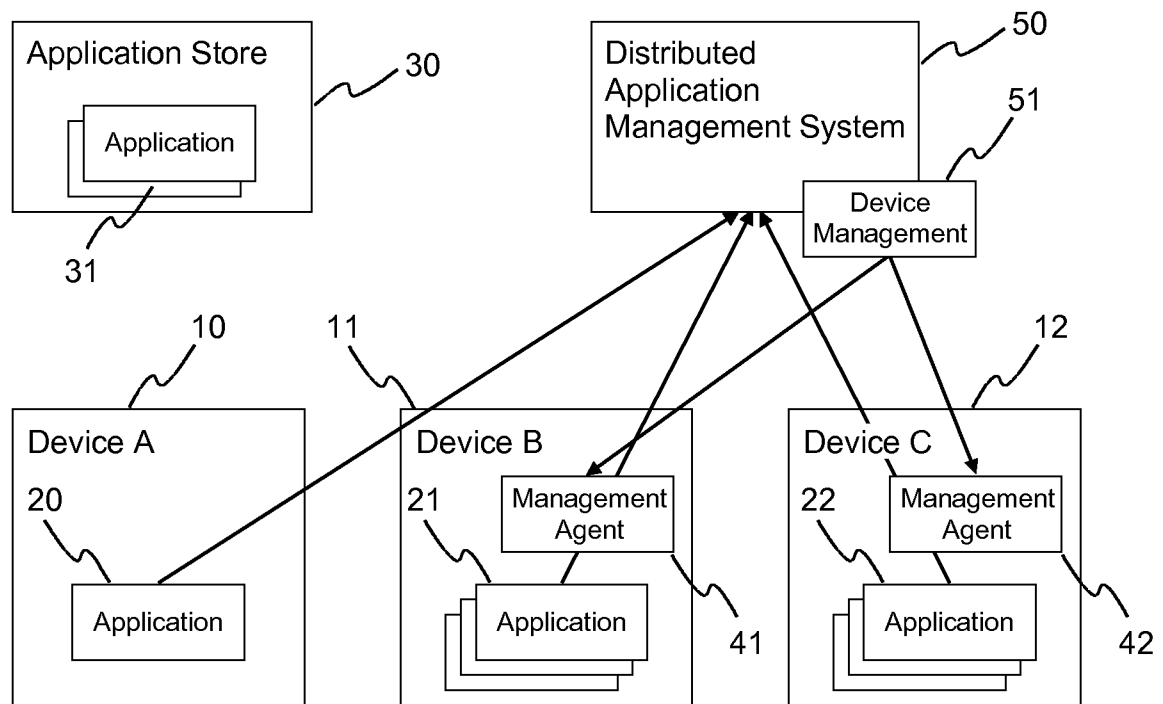 Application Store
30
Application
31
Distributed
Application
Management System
50
51
Device
Management
10
11
12
Device A
20
Application
Device B
Management
Agent
21
Application
41
Device C
Management
Agent
22
Application
42